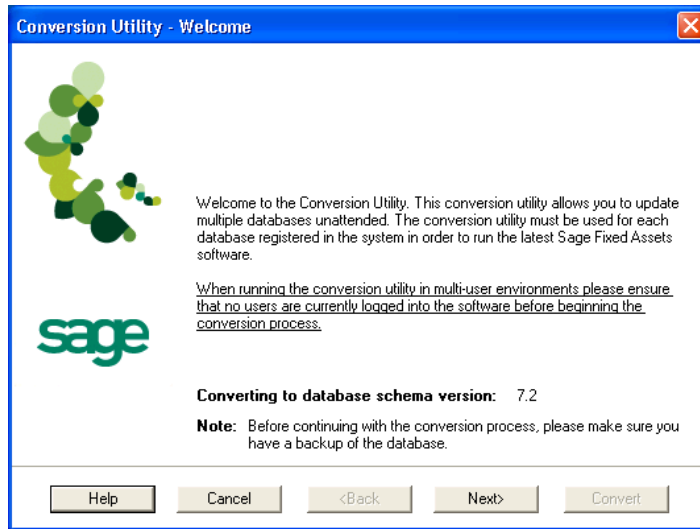 Conversion Utility - Welcome
Welcome to the Conversion Utility. This conversion utility allows you to update
multiple databases unattended. The conversion utility must be used for each
database registered in the system in order to run the latest Sage Fixed Assets
software.
When running the conversion utility in multi-user environments please ensure
that no users are currently logged into the software before beginning the
conversion process.
sage
Converting to database schema version: 7.2
Note: Before continuing with the conversion process, please make sure you
have a backup of the database.
Help Cancel <Back Next> Convert